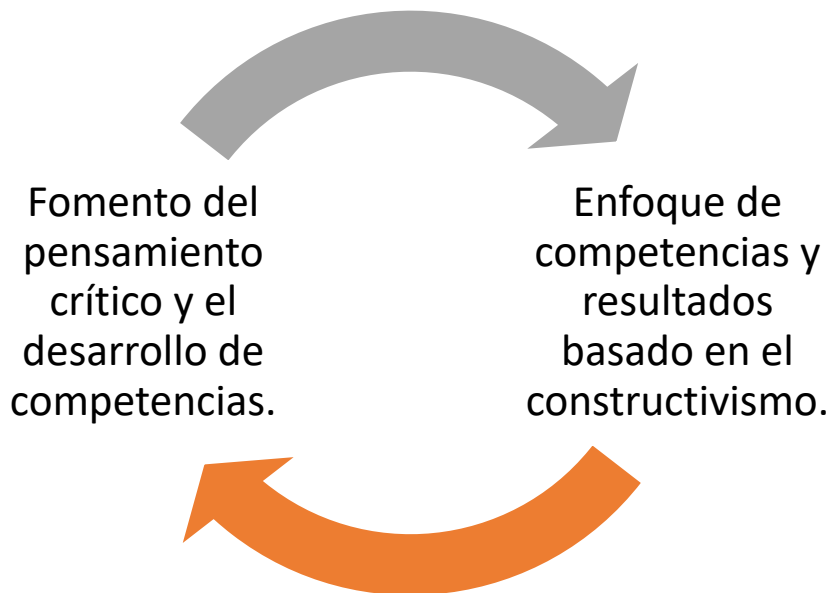 Fomento del
pensamiento
crítico y el
desarrollo de
competencias.
Enfoque de
competencias y
resultados
basado en el
constructivismo.